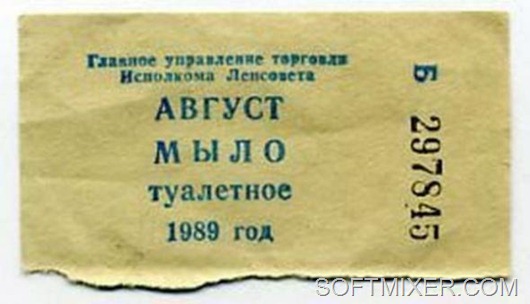 Главное управление торговли
Исполкома Ленсовета
АВГУСТ
МЫЛО
туалетное
1989 год
Б 297845
SOFTMIXER.COM